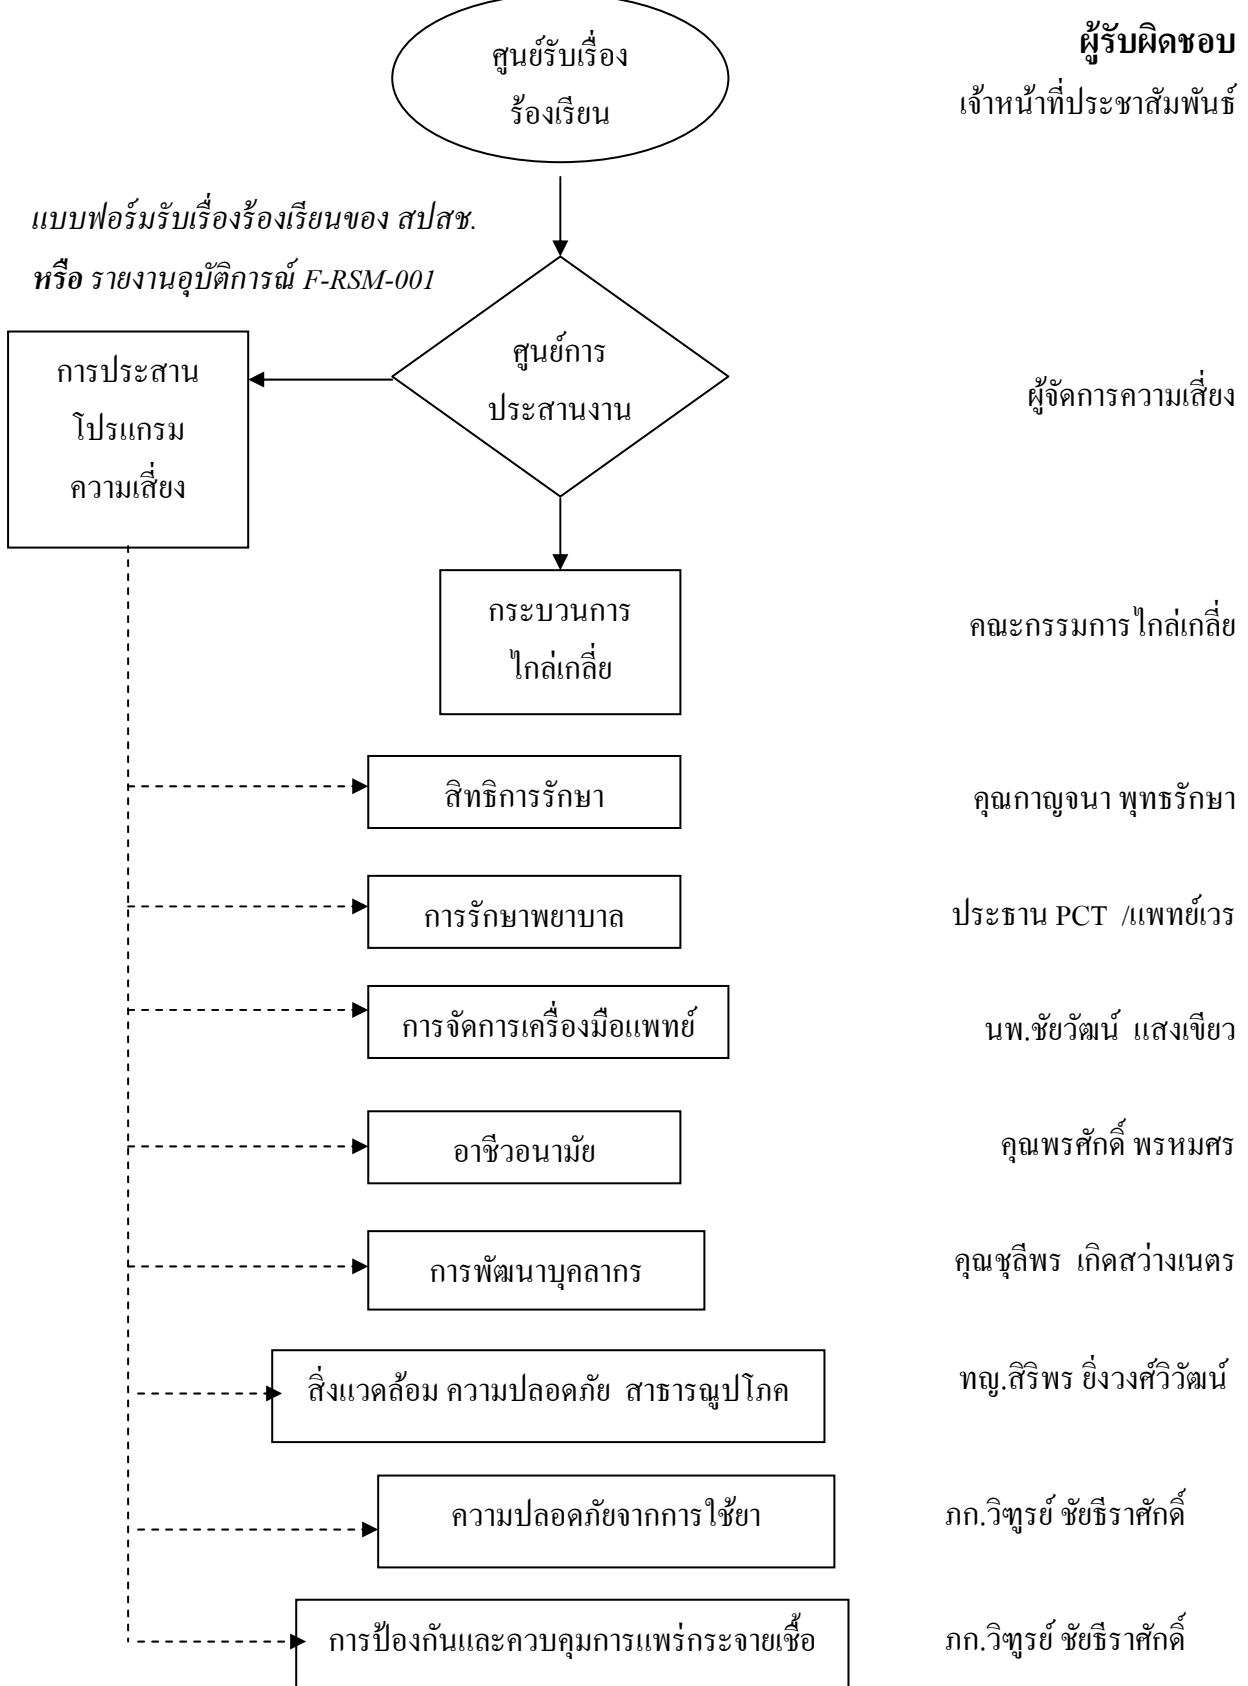 ศูนย์รับเรื่อง
ร้องเรียน
ผู้รับผิดชอบ
เจ้าหน้าที่ประชาสัมพันธ์
แบบฟอร์มรับเรื่องร้องเรียนของ สปสช.
หรือ รายงานอุบัติการณ์ F-RSM-001
การประสาน
โปรแกรม
ความเสี่ยง
ศูนย์การ
ประสานงาน
ผู้จัดการความเสี่ยง
กระบวนการ
ไกล่เกลี่ย
คณะกรรมการไกล่เกลี่ย
สิทธิการรักษา
คุณกาญจนา พุทธรักษา
การรักษาพยาบาล
ประธาน PCT /แพทย์เวร
การจัดการเครื่องมือแพทย์
นพ.ชัยวัฒน์ แสงเขียว
อาชีวอนามัย
คุณพรศักดิ์ พรหมศร
การพัฒนาบุคลากร
คุณชุลีพร เกิดสว่างเนตร
สิ่งแวดล้อม ความปลอดภัย สาธารณูปโภค
ทญ.สิริพร ยิ่งวงศ์วิวัฒน์
ความปลอดภัยจากการใช้ยา
ภก.วิฑูรย์ ชัยธีราศักดิ์
การป้องกันและควบคุมการแพร่กระจายเชื้อ
ภก.วิฑูรย์ ชัยธีราศักดิ์